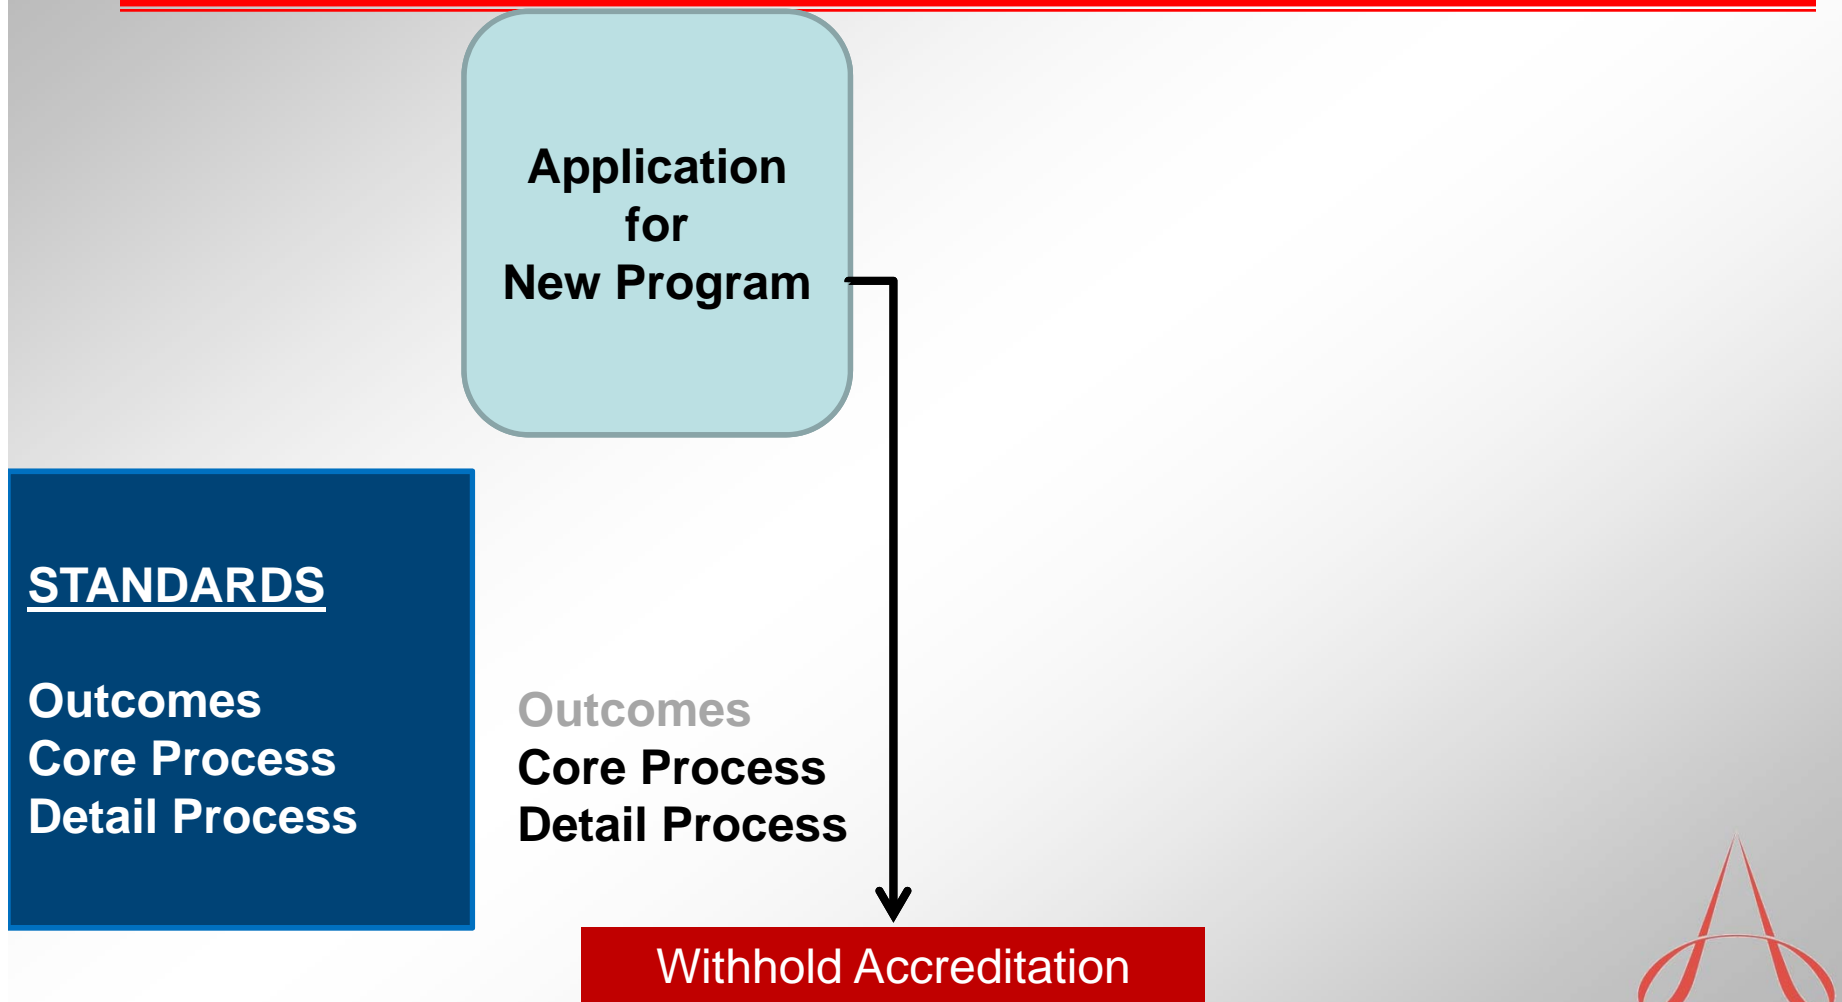 Application
for
New Program
STANDARDS
Outcomes
Core Process
Detail Process
Outcomes
Core Process
Detail Process
Withhold Accreditation